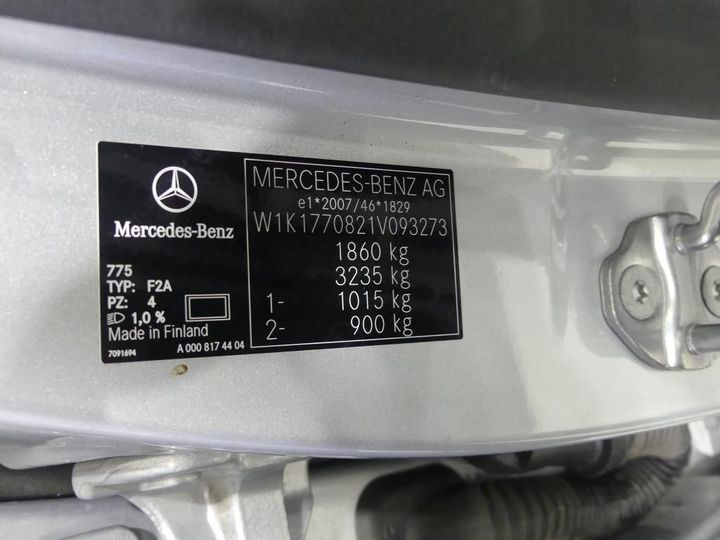 Mercedes-Benz
775
TYP: F2A
PZ: 4
1,0 %
Made in Finland
7091694 A 000 817 44 04
MERCEDES-BENZ AG
e1*2007/46*1829
W1K1770821V093273
1860 kg
3235 kg
1- 1015 kg
2- 900 kg